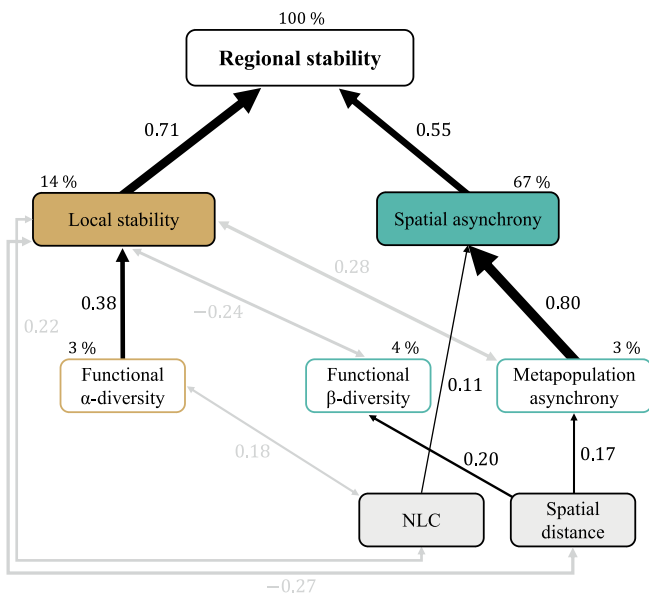 100 %
Regional stability
0.71
0.55
14 %
67 %
Local stability
Spatial asynchrony
0.28
0.38
−0.24
0.80
0.22
3 %
4 %
3 %
Functional
α-diversity
Functional
β-diversity
Metapopulation
asynchrony
0.11
0.18
0.20
0.17
NLC
Spatial
distance
−0.27